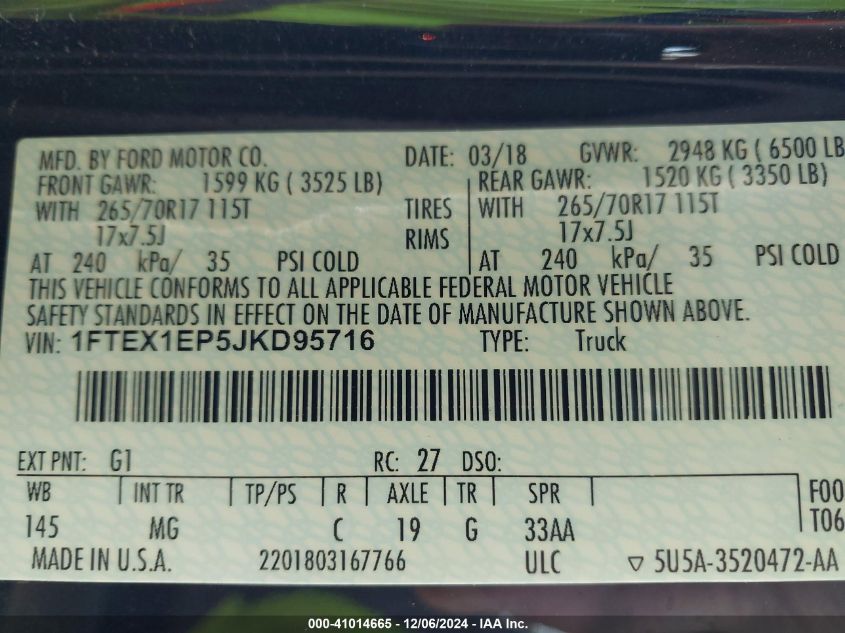 MFD. BY FORD MOTOR CO. DATE: 03/18 GVWR: 2948 KG ( 6500 LB
FRONT GAWR: 1599 KG ( 3525 LB) REAR GAWR: 1520 KG ( 3350 LB)
WITH 265/70R17 115T TIRES WITH 265/70R17 115T
17x7.5J RIMS 17x7.5J
AT 240 kPa/ 35 PSI COLD AT 240 kPa/ 35 PSI COLD
THIS VEHICLE CONFORMS TO ALL APPLICABLE FEDERAL MOTOR VEHICLE
SAFETY STANDARDS IN EFFECT ON THE DATE OF MANUFACTURE SHOWN ABOVE.
VIN: 1FTEX1EP5JKD95716 TYPE: Truck
EXT PNT: G1 RC: 27 DSO:
WB INT TR TP/PS R AXLE TR SPR F00
145 MG C 19 G 33AA T06
MADE IN U.S.A. 2201803167766 ULC ▽ 5U5A-3520472-AA
000-41014665 - 12/06/2024 - IAA Inc.